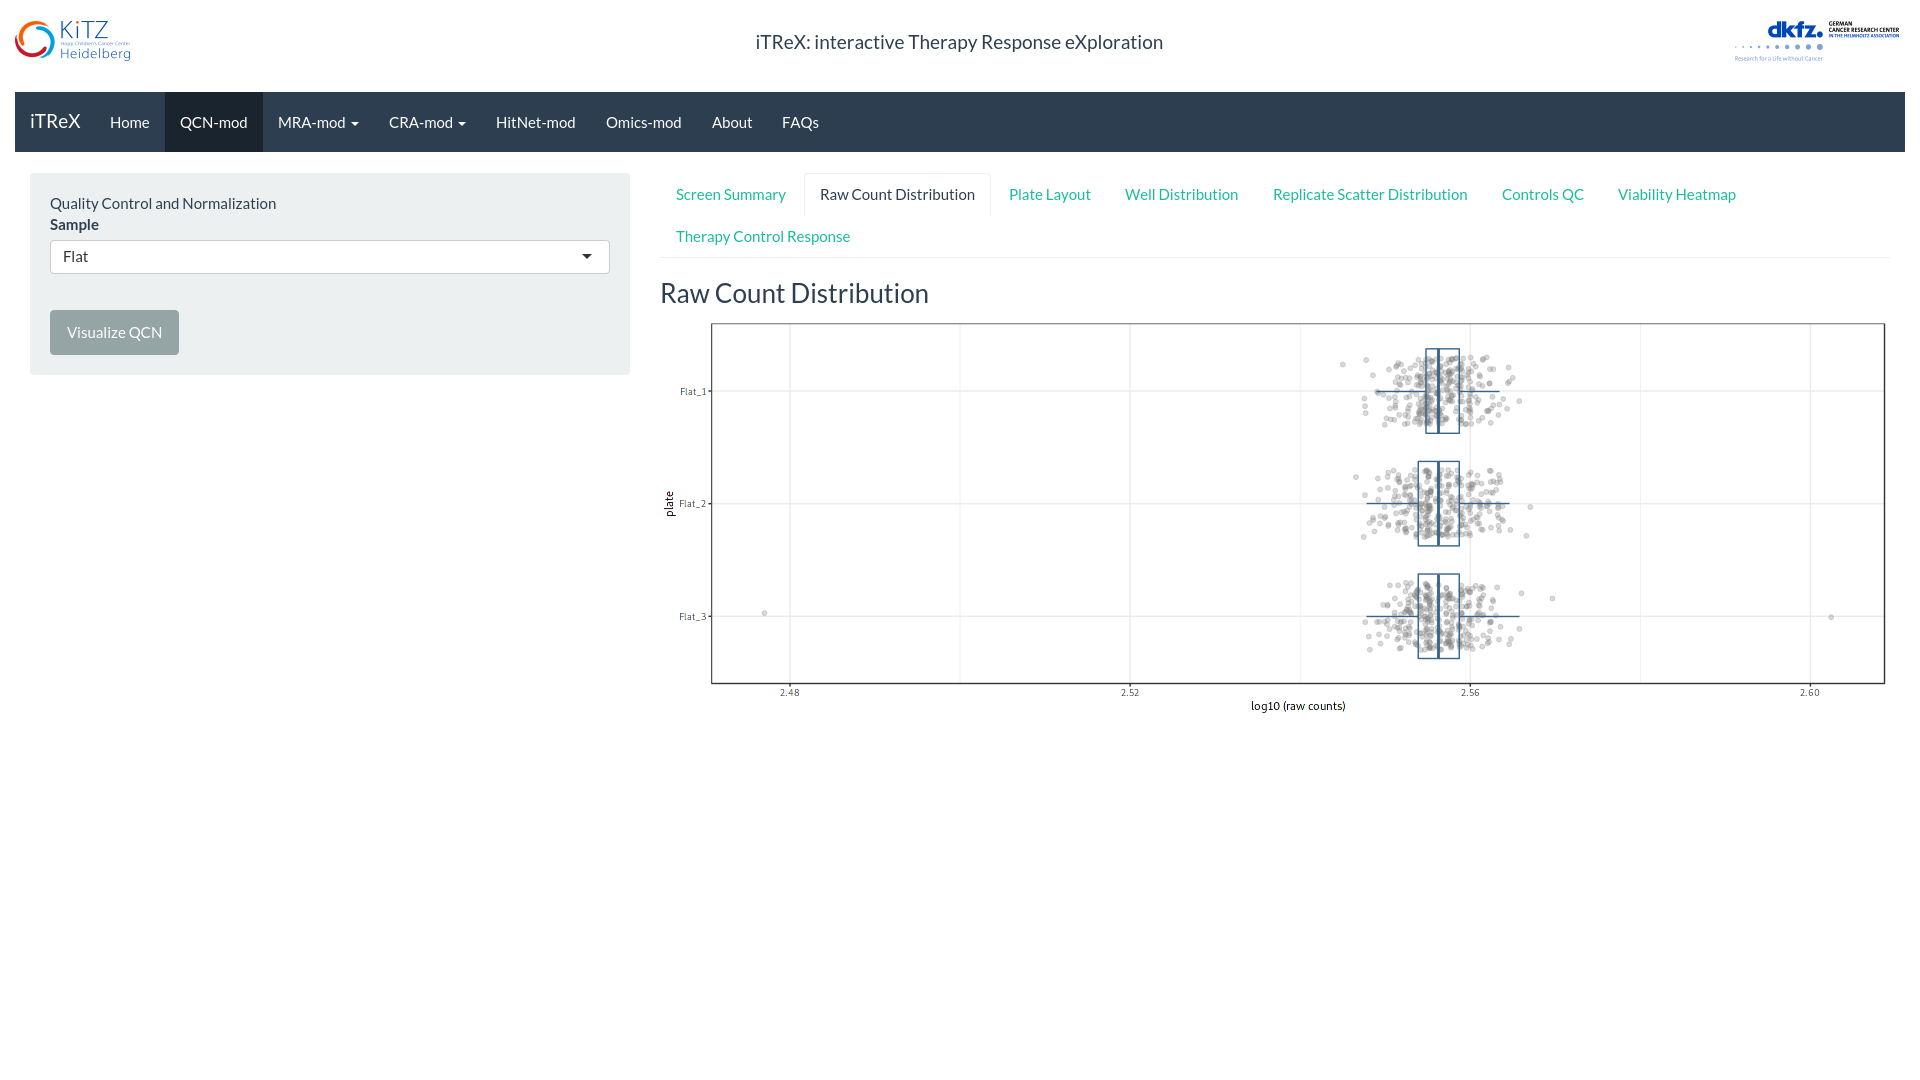 KiTZ
Hopp Children's Cancer Center
Heidelberg
iTReX: interactive Therapy Response eXploration
dkfz.
GERMAN
CANCER RESEARCH CENTER
IN THE HELMHOLTZ ASSOCIATION
Research for a Life without Cancer
iTReX Home QCN-mod MRA-mod CRA-mod HitNet-mod Omics-mod About FAQs
Quality Control and Normalization
Sample
Flat
Visualize QCN
Screen Summary Raw Count Distribution Plate Layout Well Distribution Replicate Scatter Distribution Controls QC Viability Heatmap
Therapy Control Response
Raw Count Distribution
plate
Flat_1
Flat_2
Flat_3
2.48 2.52 2.56 2.60
log10 (raw counts)